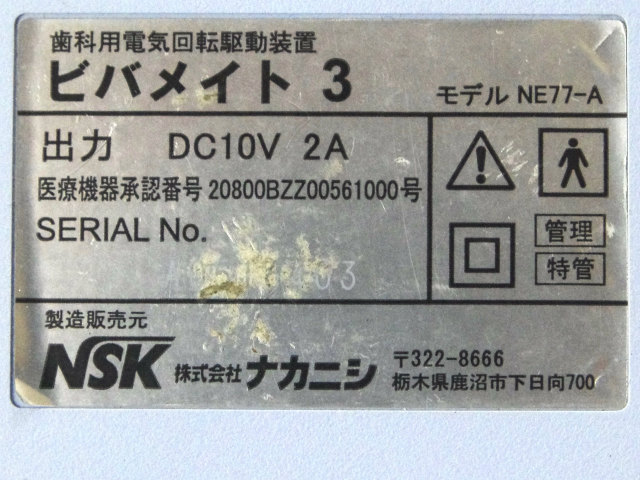 歯科用電気回転駆動装置
ビバメイト 3
モデル NE77-A
出力 DC10V 2A
医療機器承認番号 20800BZZ00561000号
SERIAL No.
管理
特管
製造販売元
NSK 株式会社 ナカニシ
〒322-8666
栃木県鹿沼市下日向700